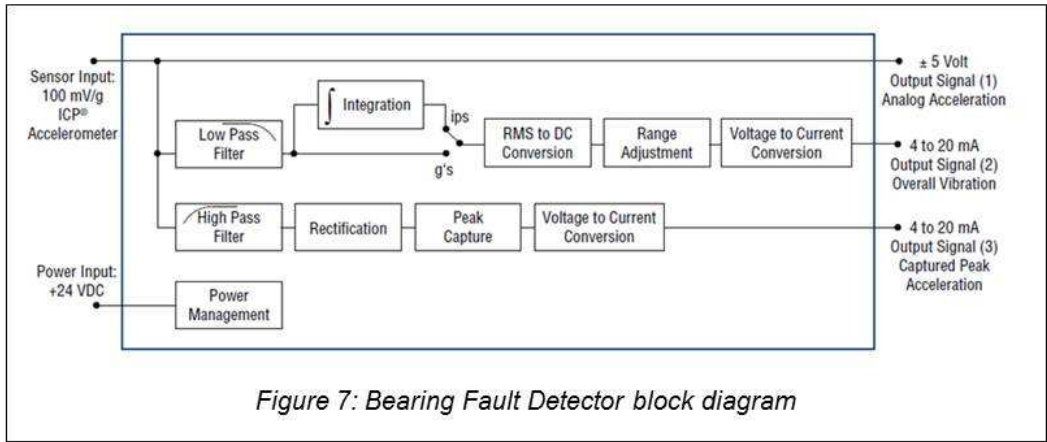 Sensor Input:
100 mV/g
ICP®
Accelerometer
Low Pass
Filter
∫ Integration
ips
g's
RMS to DC
Conversion
Range
Adjustment
Voltage to Current
Conversion
± 5 Volt
Output Signal (1)
Analog Acceleration
4 to 20 mA
Output Signal (2)
Overall Vibration
High Pass
Filter
Rectification
Peak
Capture
Voltage to Current
Conversion
4 to 20 mA
Output Signal (3)
Captured Peak
Acceleration
Power Input:
+24 VDC
Power
Management
Figure 7: Bearing Fault Detector block diagram